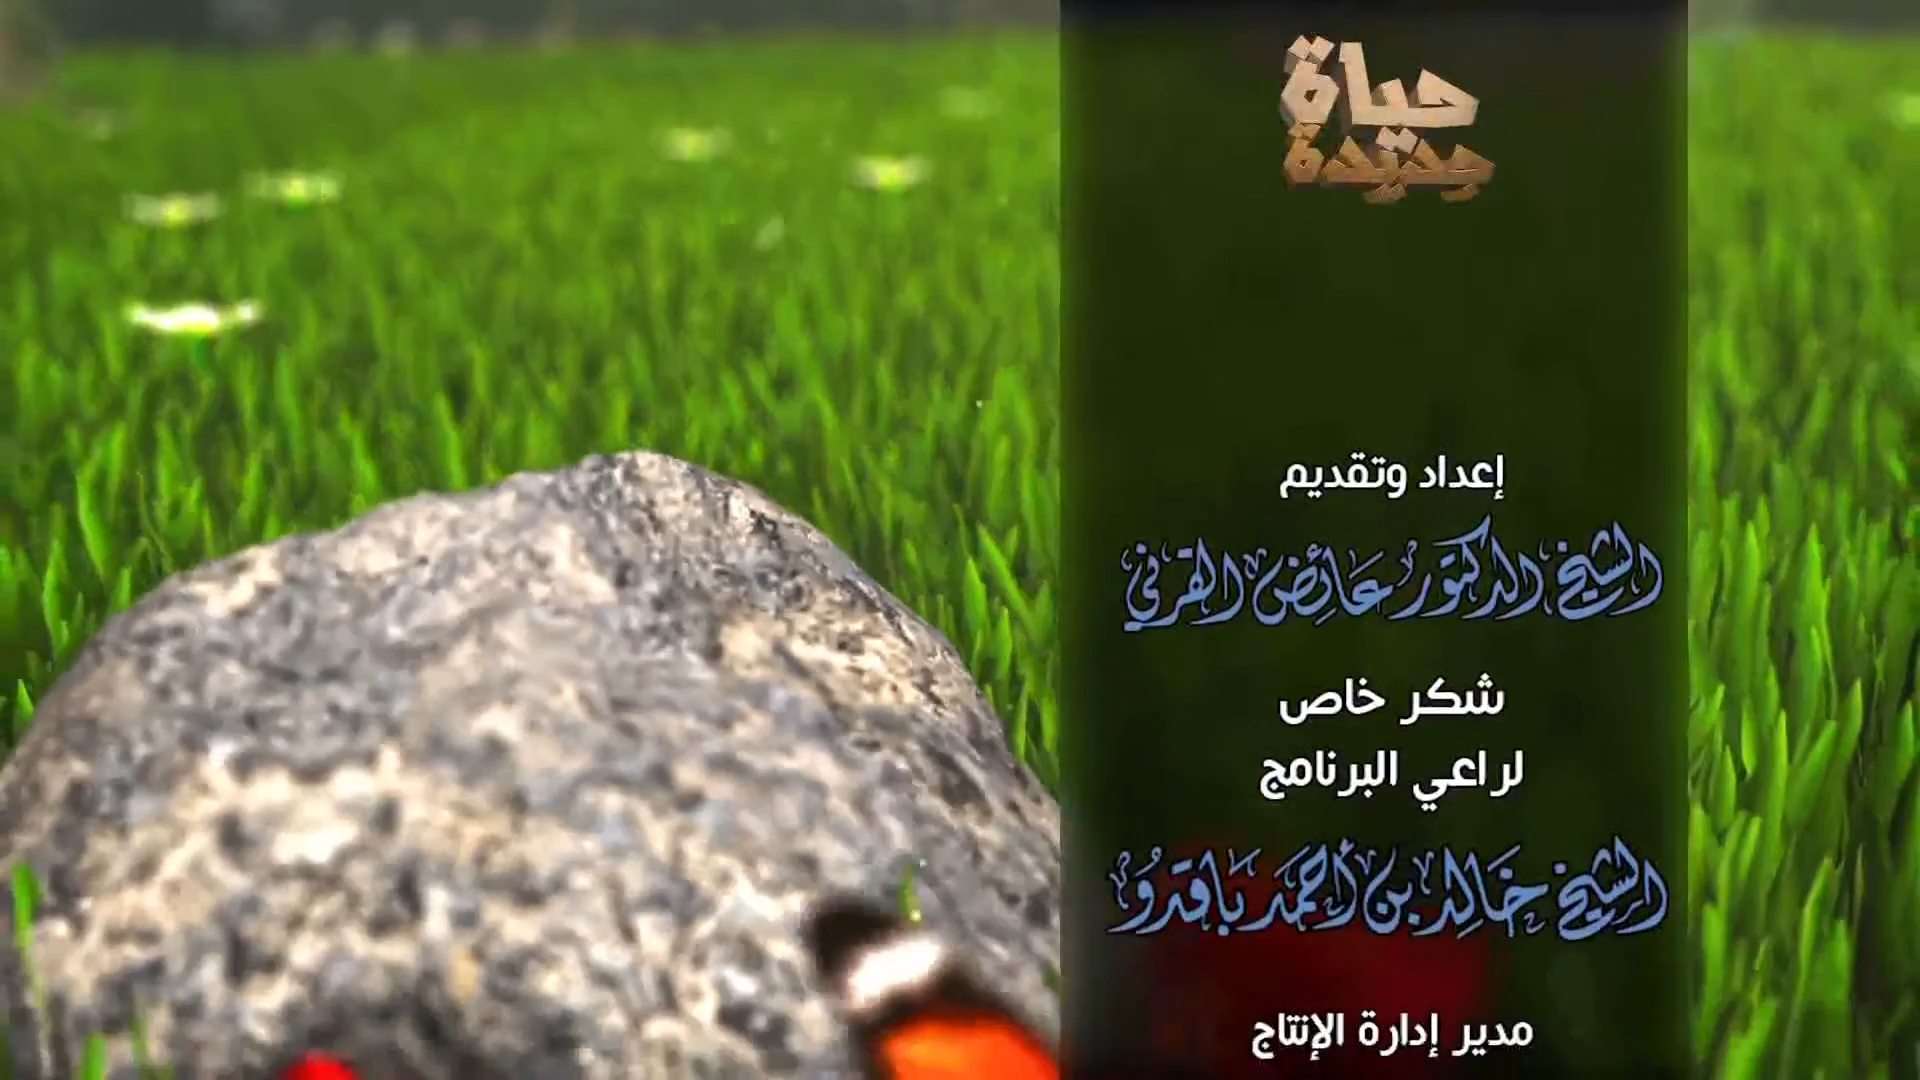 حياة
جديدة
إعداد وتقديم
الشيخ الدكتور عائض القرني
شكر خاص
لراعي البرنامج
الشيخ خالد بن أحمد باقدو
مدير إدارة الإنتاج